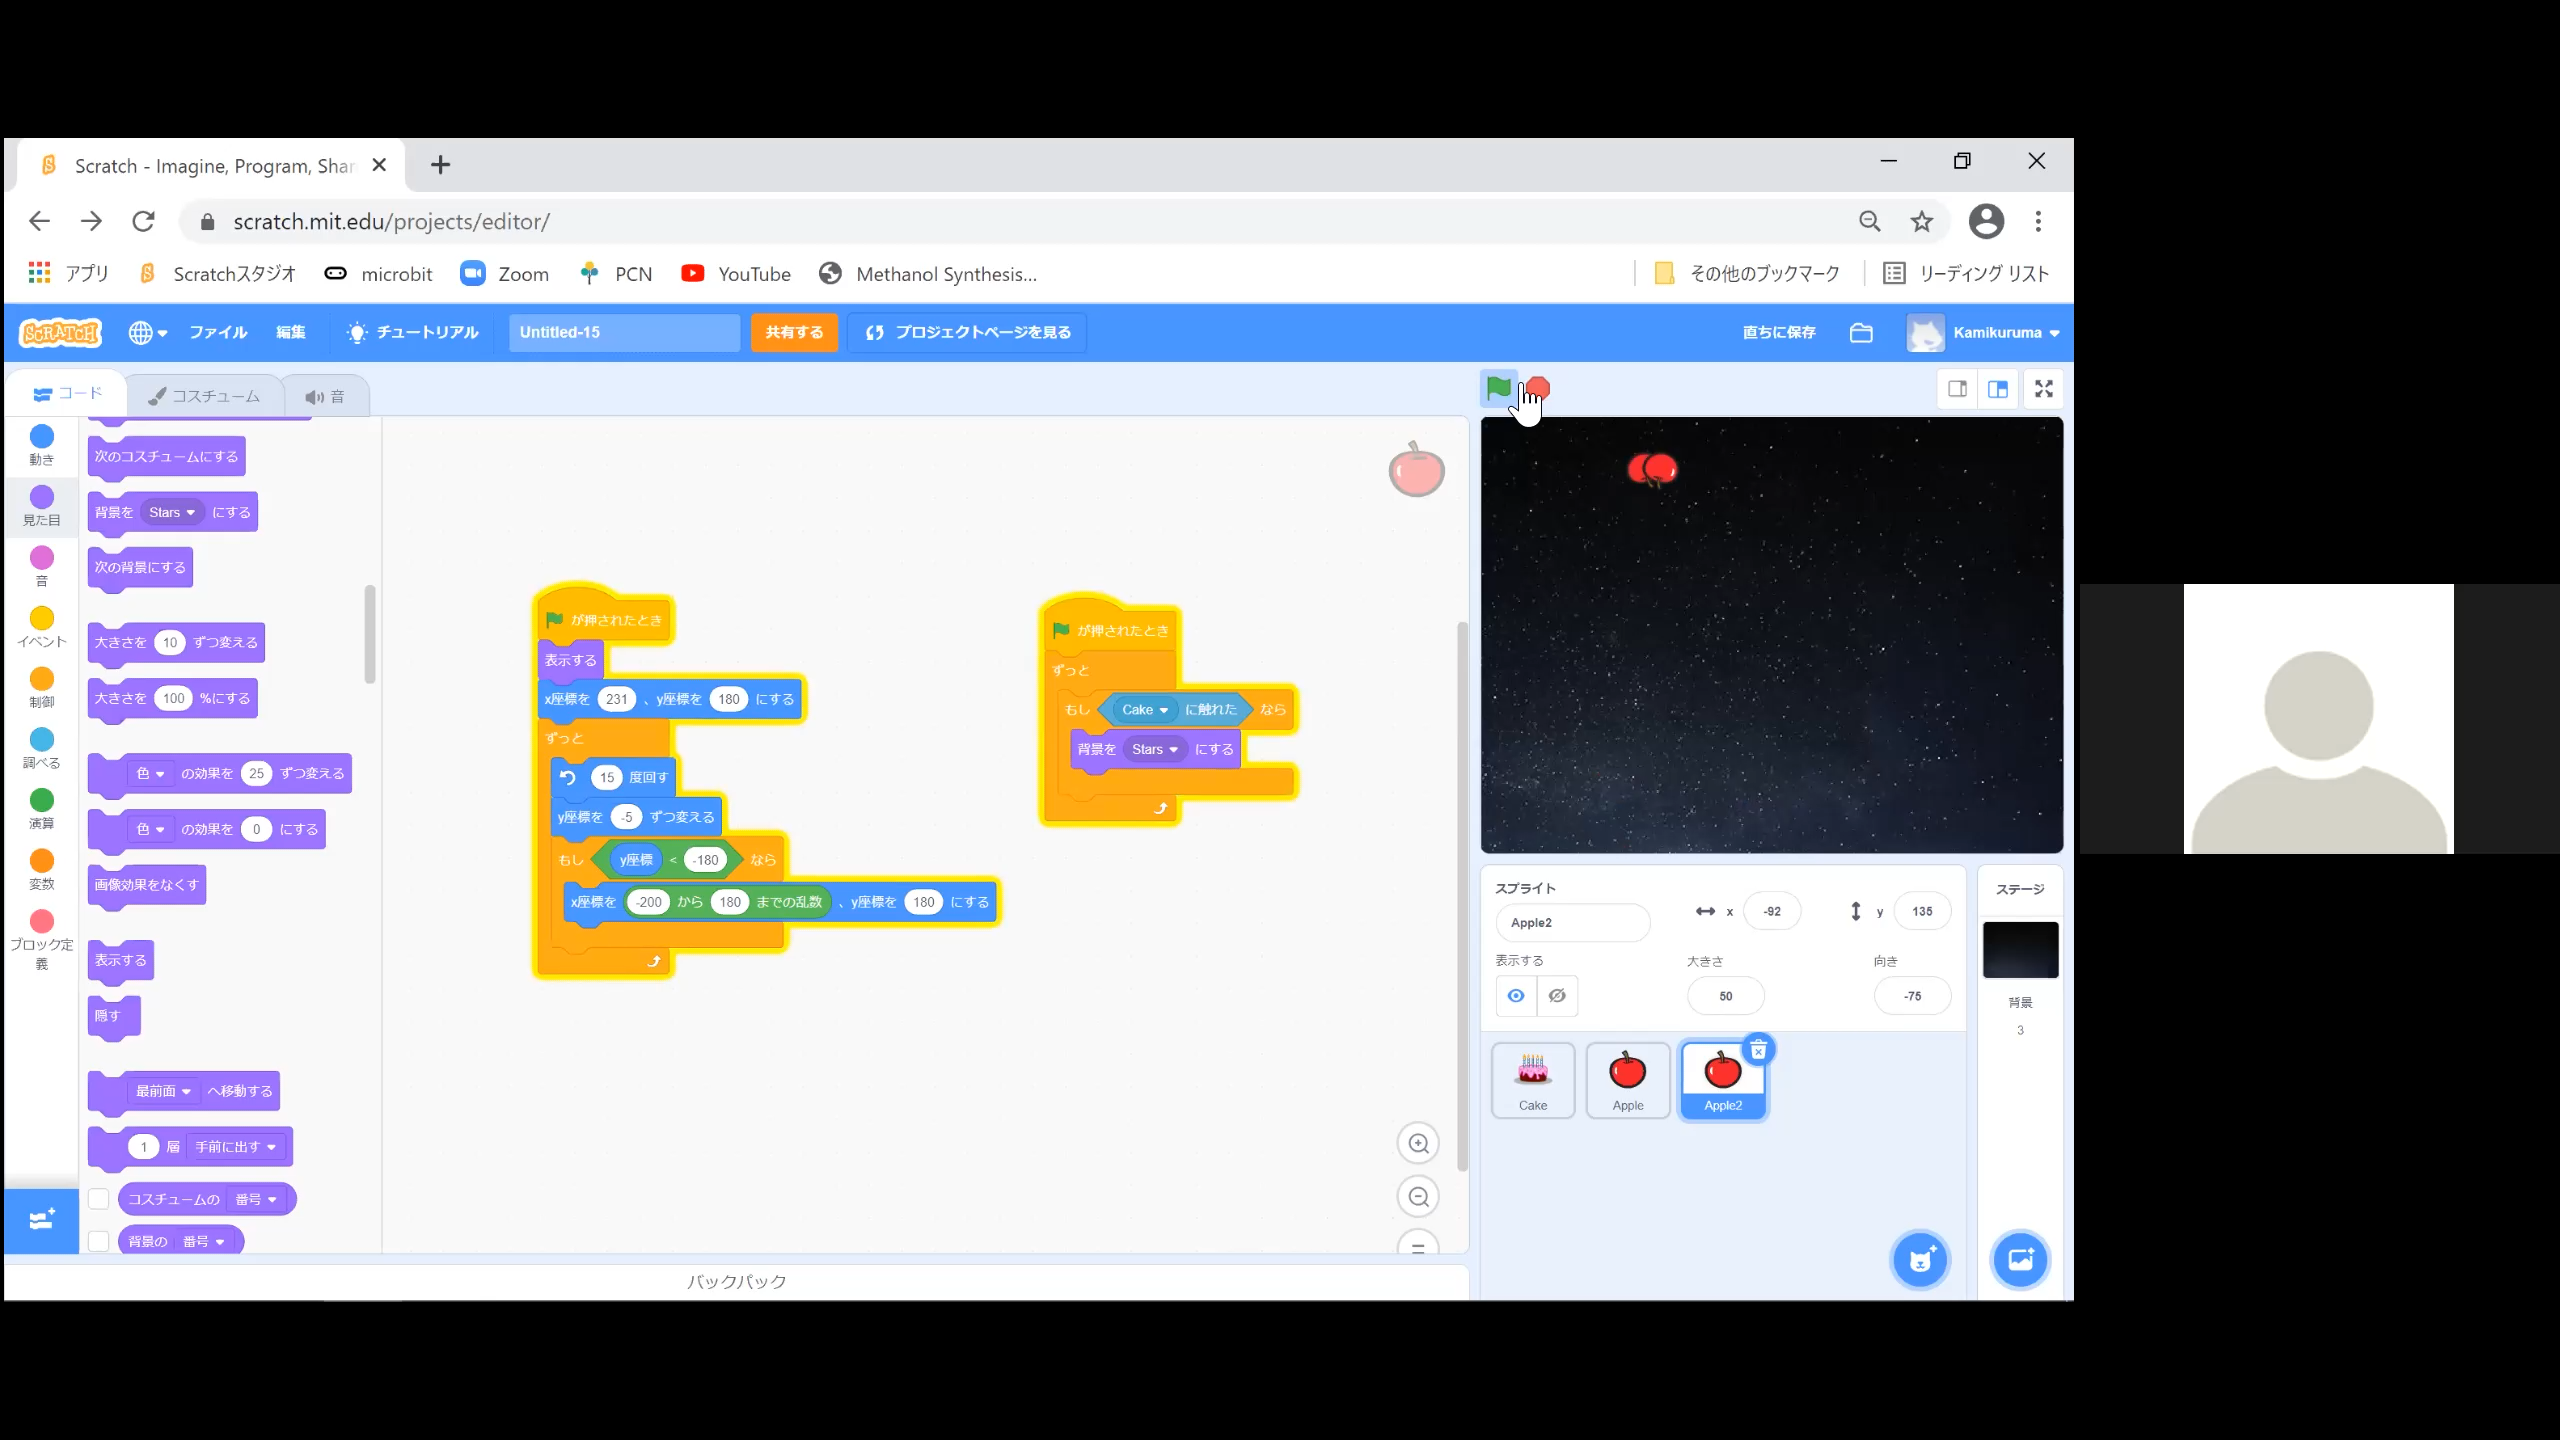 Scratch - Imagine, Program, Shar
scratch.mit.edu/projects/editor/
アプリ Scratchスタジオ microbit Zoom PCN YouTube Methanol Synthesis... その他のブックマーク リーディング リスト
SCRATCH ファイル 編集 チュートリアル Untitled-15 共有する プロジェクトページを見る 直ちに保存 Kamikuruma
コード コスチューム 音
動き
見た目
音
イベント
制御
調べる
演算
変数
ブロック定義
次のコスチュームにする
背景を Stars にする
次の背景にする
大きさを 10 ずつ変える
大きさを 100 %にする
色 の効果を 25 ずつ変える
色 の効果を 0 にする
画像効果をなくす
表示する
隠す
最前面 へ移動する
1 層 手前に出す
コスチュームの 番号
背景の 番号
が押されたとき
表示する
x座標を 231 、y座標を 180 にする
ずっと
15 度回す
y座標を -5 ずつ変える
もし y座標 < -180 なら
x座標を -200 から 180 までの乱数 、y座標を 180 にする
が押されたとき
ずっと
もし Cake に触れた なら
背景を Stars にする
スプライト
Apple2 x -92 y 135
表示する 大きさ 向き
50 -75
Cake Apple Apple2
ステージ
背景
3
バックパック